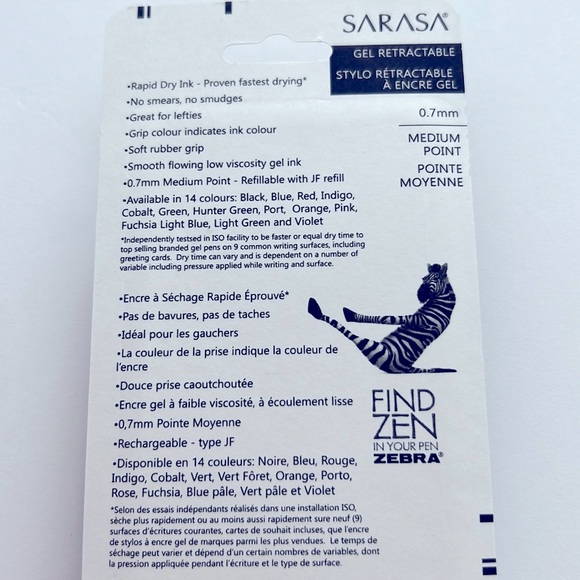 SARASA®
GEL RETRACTABLE
STYLO RÉTRACTABLE
À ENCRE GEL
0.7mm
MEDIUM
POINT
POINTE
MOYENNE
•Rapid Dry Ink - Proven fastest drying*
•No smears, no smudges
•Great for lefties
•Grip colour indicates ink colour
•Soft rubber grip
•Smooth flowing low viscosity gel ink
•0.7mm Medium Point - Refillable with JF refill
•Available in 14 colours: Black, Blue, Red, Indigo,
Cobalt, Green, Hunter Green, Port, Orange, Pink,
Fuchsia Light Blue, Light Green and Violet
*Independently testsed in ISO facility to be faster or equal dry time to
top selling branded gel pens on 9 common writing surfaces, including
greeting cards. Dry time can vary and is dependent on a number of
variable including pressure applied while writing and surface.
•Encre à Séchage Rapide Éprouvé*
•Pas de bavures, pas de taches
•Idéal pour les gauchers
•La couleur de la prise indique la couleur de
l'encre
•Douce prise caoutchoutée
•Encre gel à faible viscosité, à écoulement lisse
•0,7mm Pointe Moyenne
•Rechargeable - type JF
•Disponible en 14 couleurs: Noire, Bleu, Rouge,
Indigo, Cobalt, Vert, Vert Fôret, Orange, Porto,
Rose, Fuchsia, Blue pâle, Vert pâle et Violet
*Selon des essais indépendants réalisés dans une installation ISO,
sèche plus rapidement ou au moins aussi rapidement sure neuf (9)
surfaces d'écritures courantes, cartes de souhait incluses, que l'encre
de stylos à encre gel de marques parmi les plus vendues. Le temps de
séchage peut varier et dépend d'un certain nombres de variables, dont
la pression appliquée pendant l'écriture et le type de surface.
FIND
ZEN
IN YOUR PEN
ZEBRA®